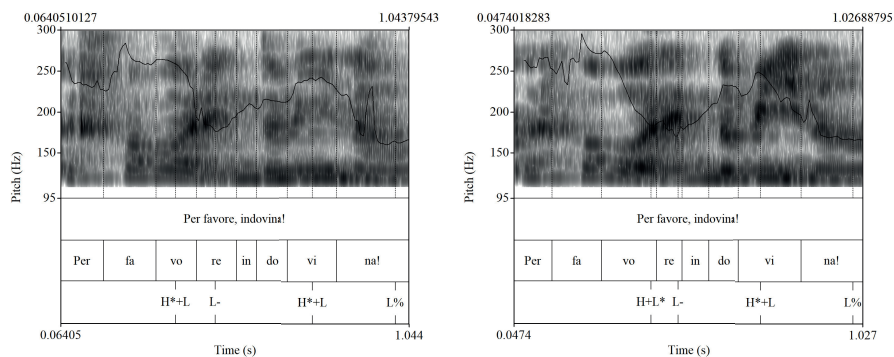 0.0640510127 1.04379543
300
250
200
150
95
Pitch (Hz)
Per favore, indovina!
Per fa vo re in do vi na!
H*+L L- H*+L L%
0.06405 1.044
Time (s)
0.0474018283 1.02688795
300
250
200
150
95
Pitch (Hz)
Per favore, indovina!
Per fa vo re in do vi na!
H+L* L- H*+L L%
0.0474 1.027
Time (s)